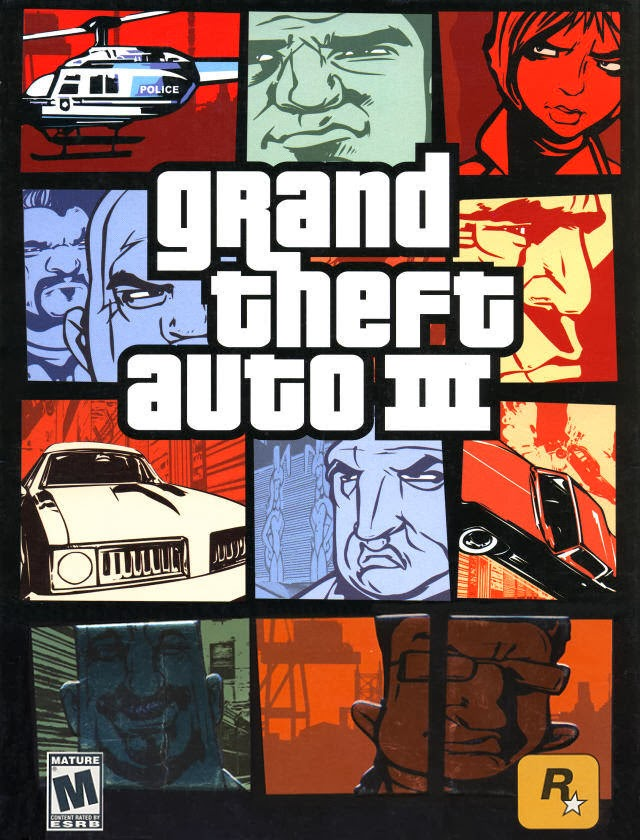 POLICE
grand
theft
auto III
MATURE
M
CONTENT RATED BY
ESRB
R